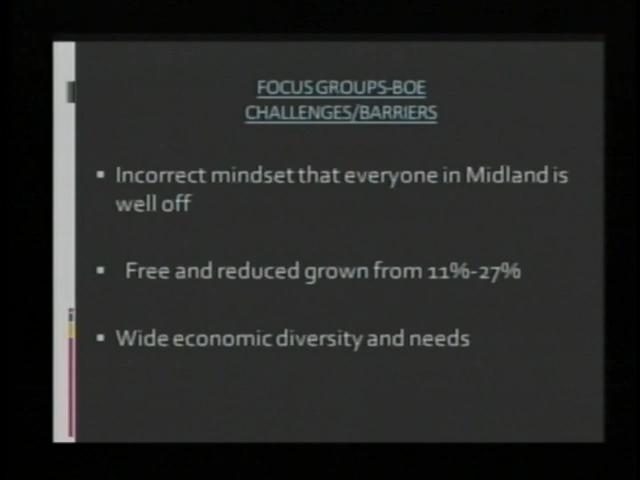 FOCUS GROUPS-BOE
CHALLENGES/BARRIERS
▪ Incorrect mindset that everyone in Midland is
well off
▪ Free and reduced grown from 11%-27%
▪ Wide economic diversity and needs